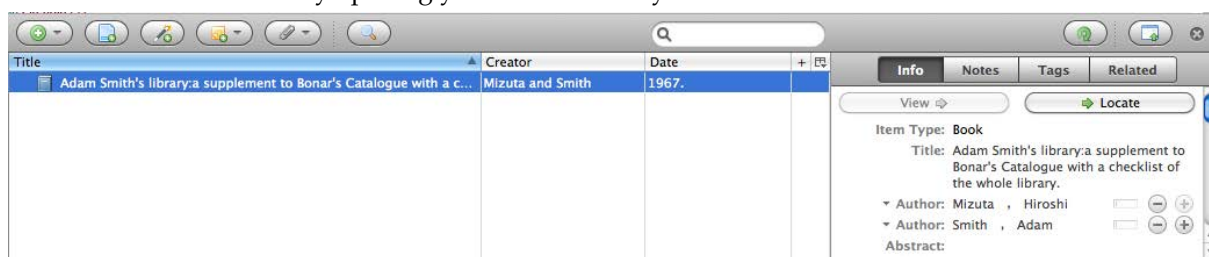 Title Creator Date +
Adam Smith's library:a supplement to Bonar's Catalogue with a c... Mizuta and Smith 1967.
Info Notes Tags Related
View Locate
Item Type: Book
Title: Adam Smith's library:a supplement to
Bonar's Catalogue with a checklist of
the whole library.
Author: Mizuta , Hiroshi
Author: Smith , Adam
Abstract: